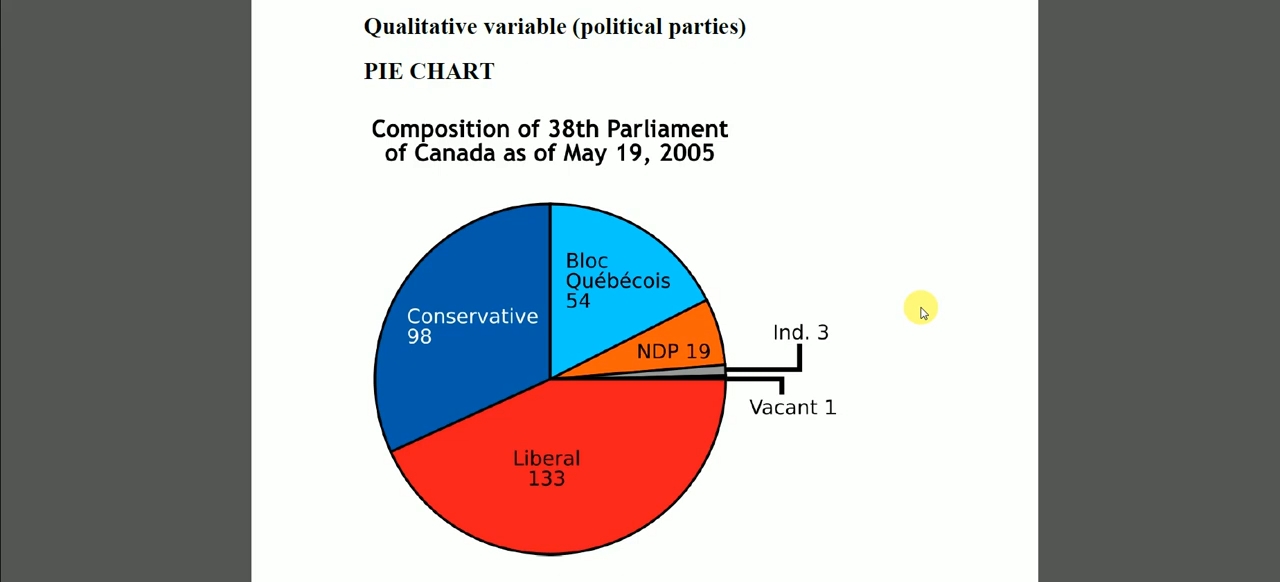 Qualitative variable (political parties)
PIE CHART
Composition of 38th Parliament
of Canada as of May 19, 2005
Bloc
Québécois
54
Conservative
98
NDP 19
Ind. 3
Vacant 1
Liberal
133